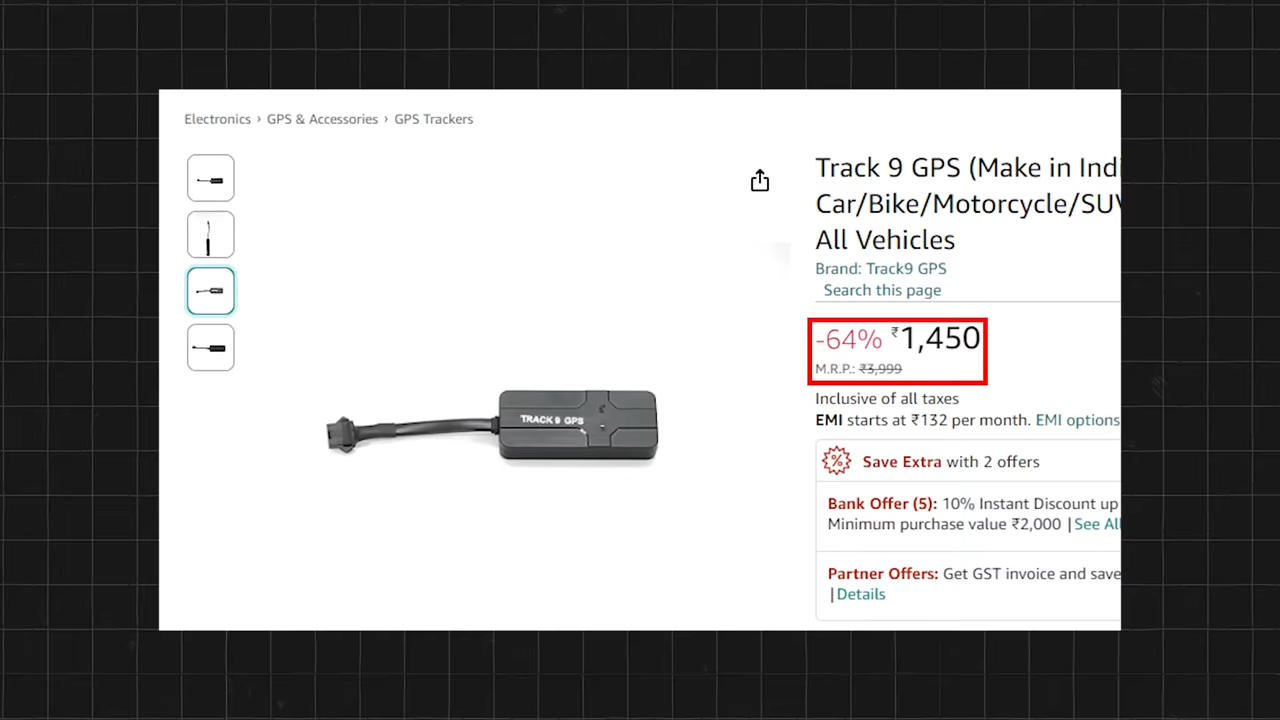 Electronics › GPS & Accessories › GPS Trackers
Track 9 GPS (Make in Indi
Car/Bike/Motorcycle/SUV
All Vehicles
Brand: Track9 GPS
Search this page
-64% ₹1,450
M.R.P.: ₹3,999
Inclusive of all taxes
EMI starts at ₹132 per month. EMI options
Save Extra with 2 offers
Bank Offer (5): 10% Instant Discount up
Minimum purchase value ₹2,000 | See All
Partner Offers: Get GST invoice and save
| Details
TRACK 9 GPS